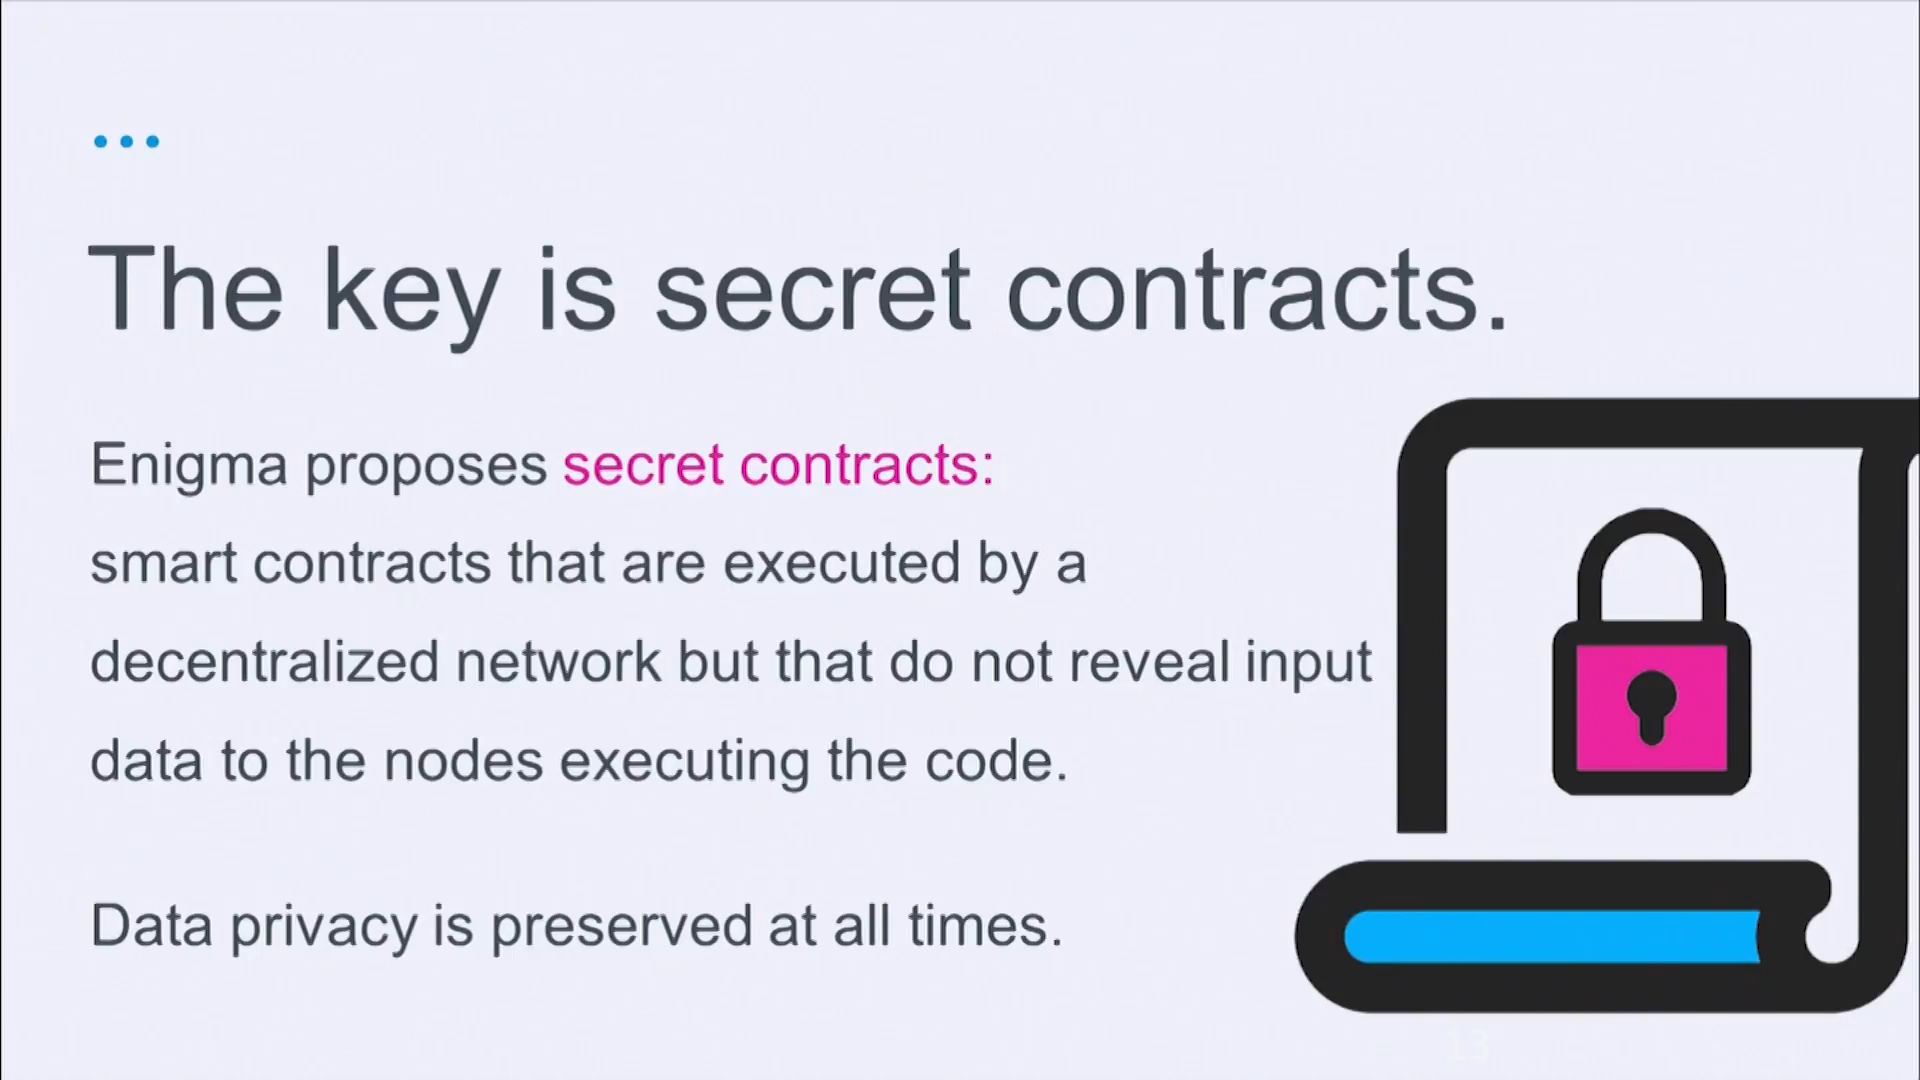 The key is secret contracts.
Enigma proposes secret contracts:
smart contracts that are executed by a
decentralized network but that do not reveal input
data to the nodes executing the code.
Data privacy is preserved at all times.
13